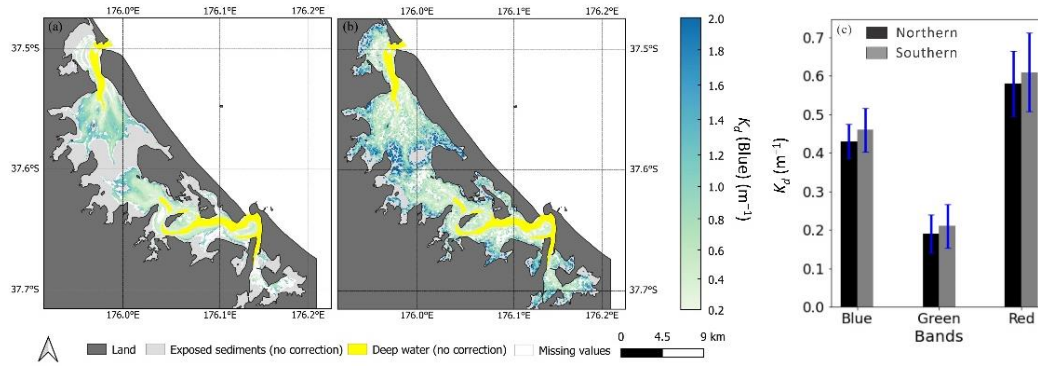 176.0°E 176.1°E 176.2°E 176.0°E 176.1°E 176.2°E
(a) (b) (c)
37.5°S 37.5°S
37.6°S 37.6°S
37.7°S 37.7°S
176.0°E 176.1°E 176.2°E 176.0°E 176.1°E 176.2°E
2.0
1.8
1.6
1.4
1.2
1.0
0.8
0.6
0.4
0.2
Kd (Blue) (m⁻¹)
Land Exposed sediments (no correction) Deep water (no correction) Missing values
0 4.5 9 km
Northern
Southern
Kd (m⁻¹)
0.7
0.6
0.5
0.4
0.3
0.2
0.1
0.0
Blue Green Red
Bands